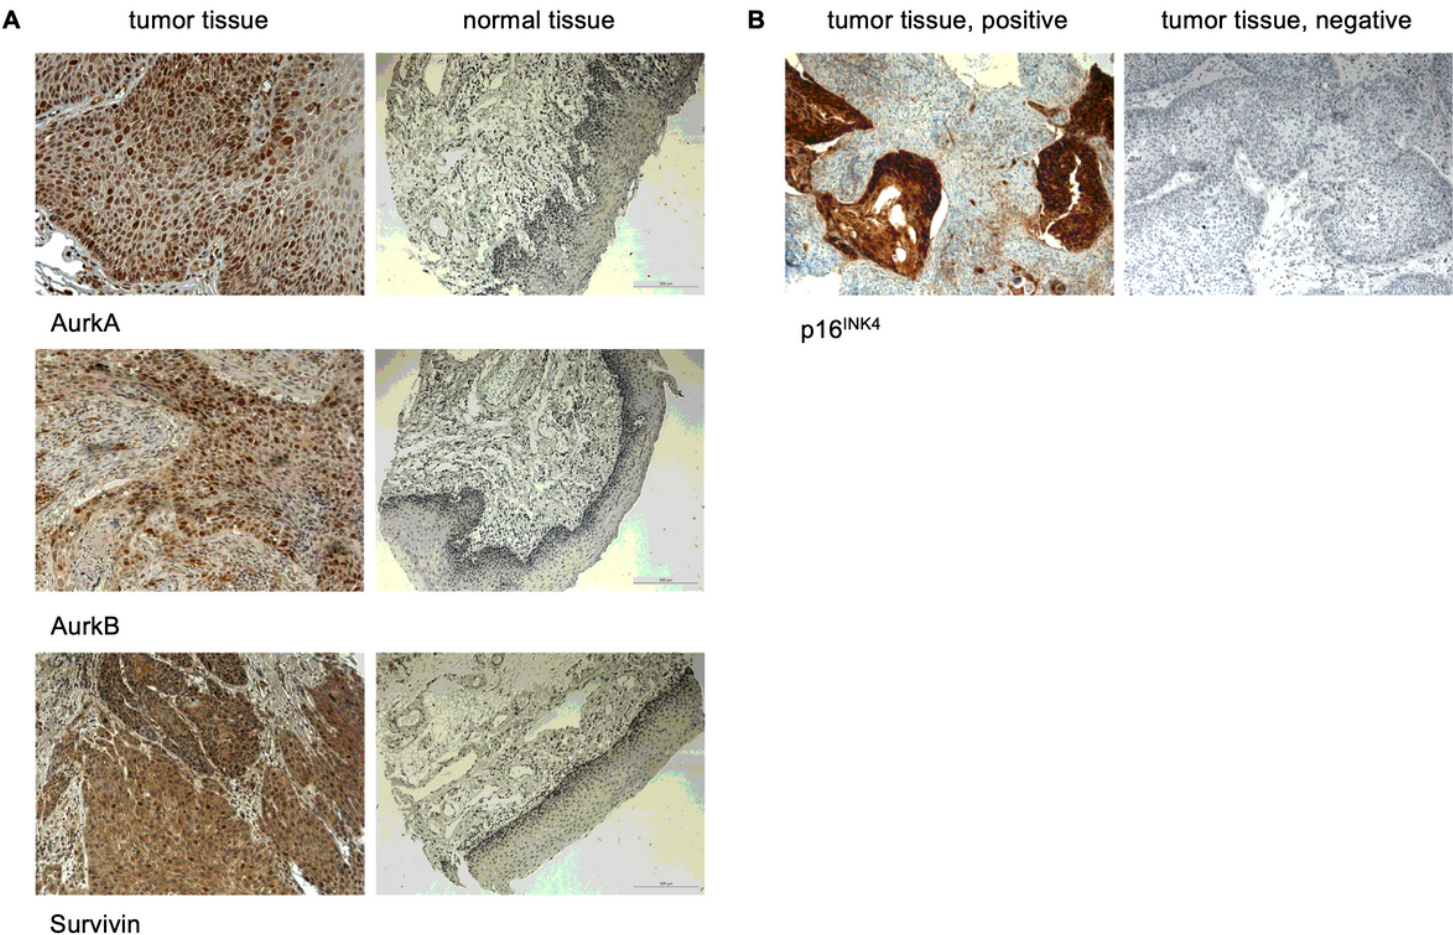 A tumor tissue normal tissue B tumor tissue, positive tumor tissue, negative
AurkA
p16INK4
AurkB
Survivin